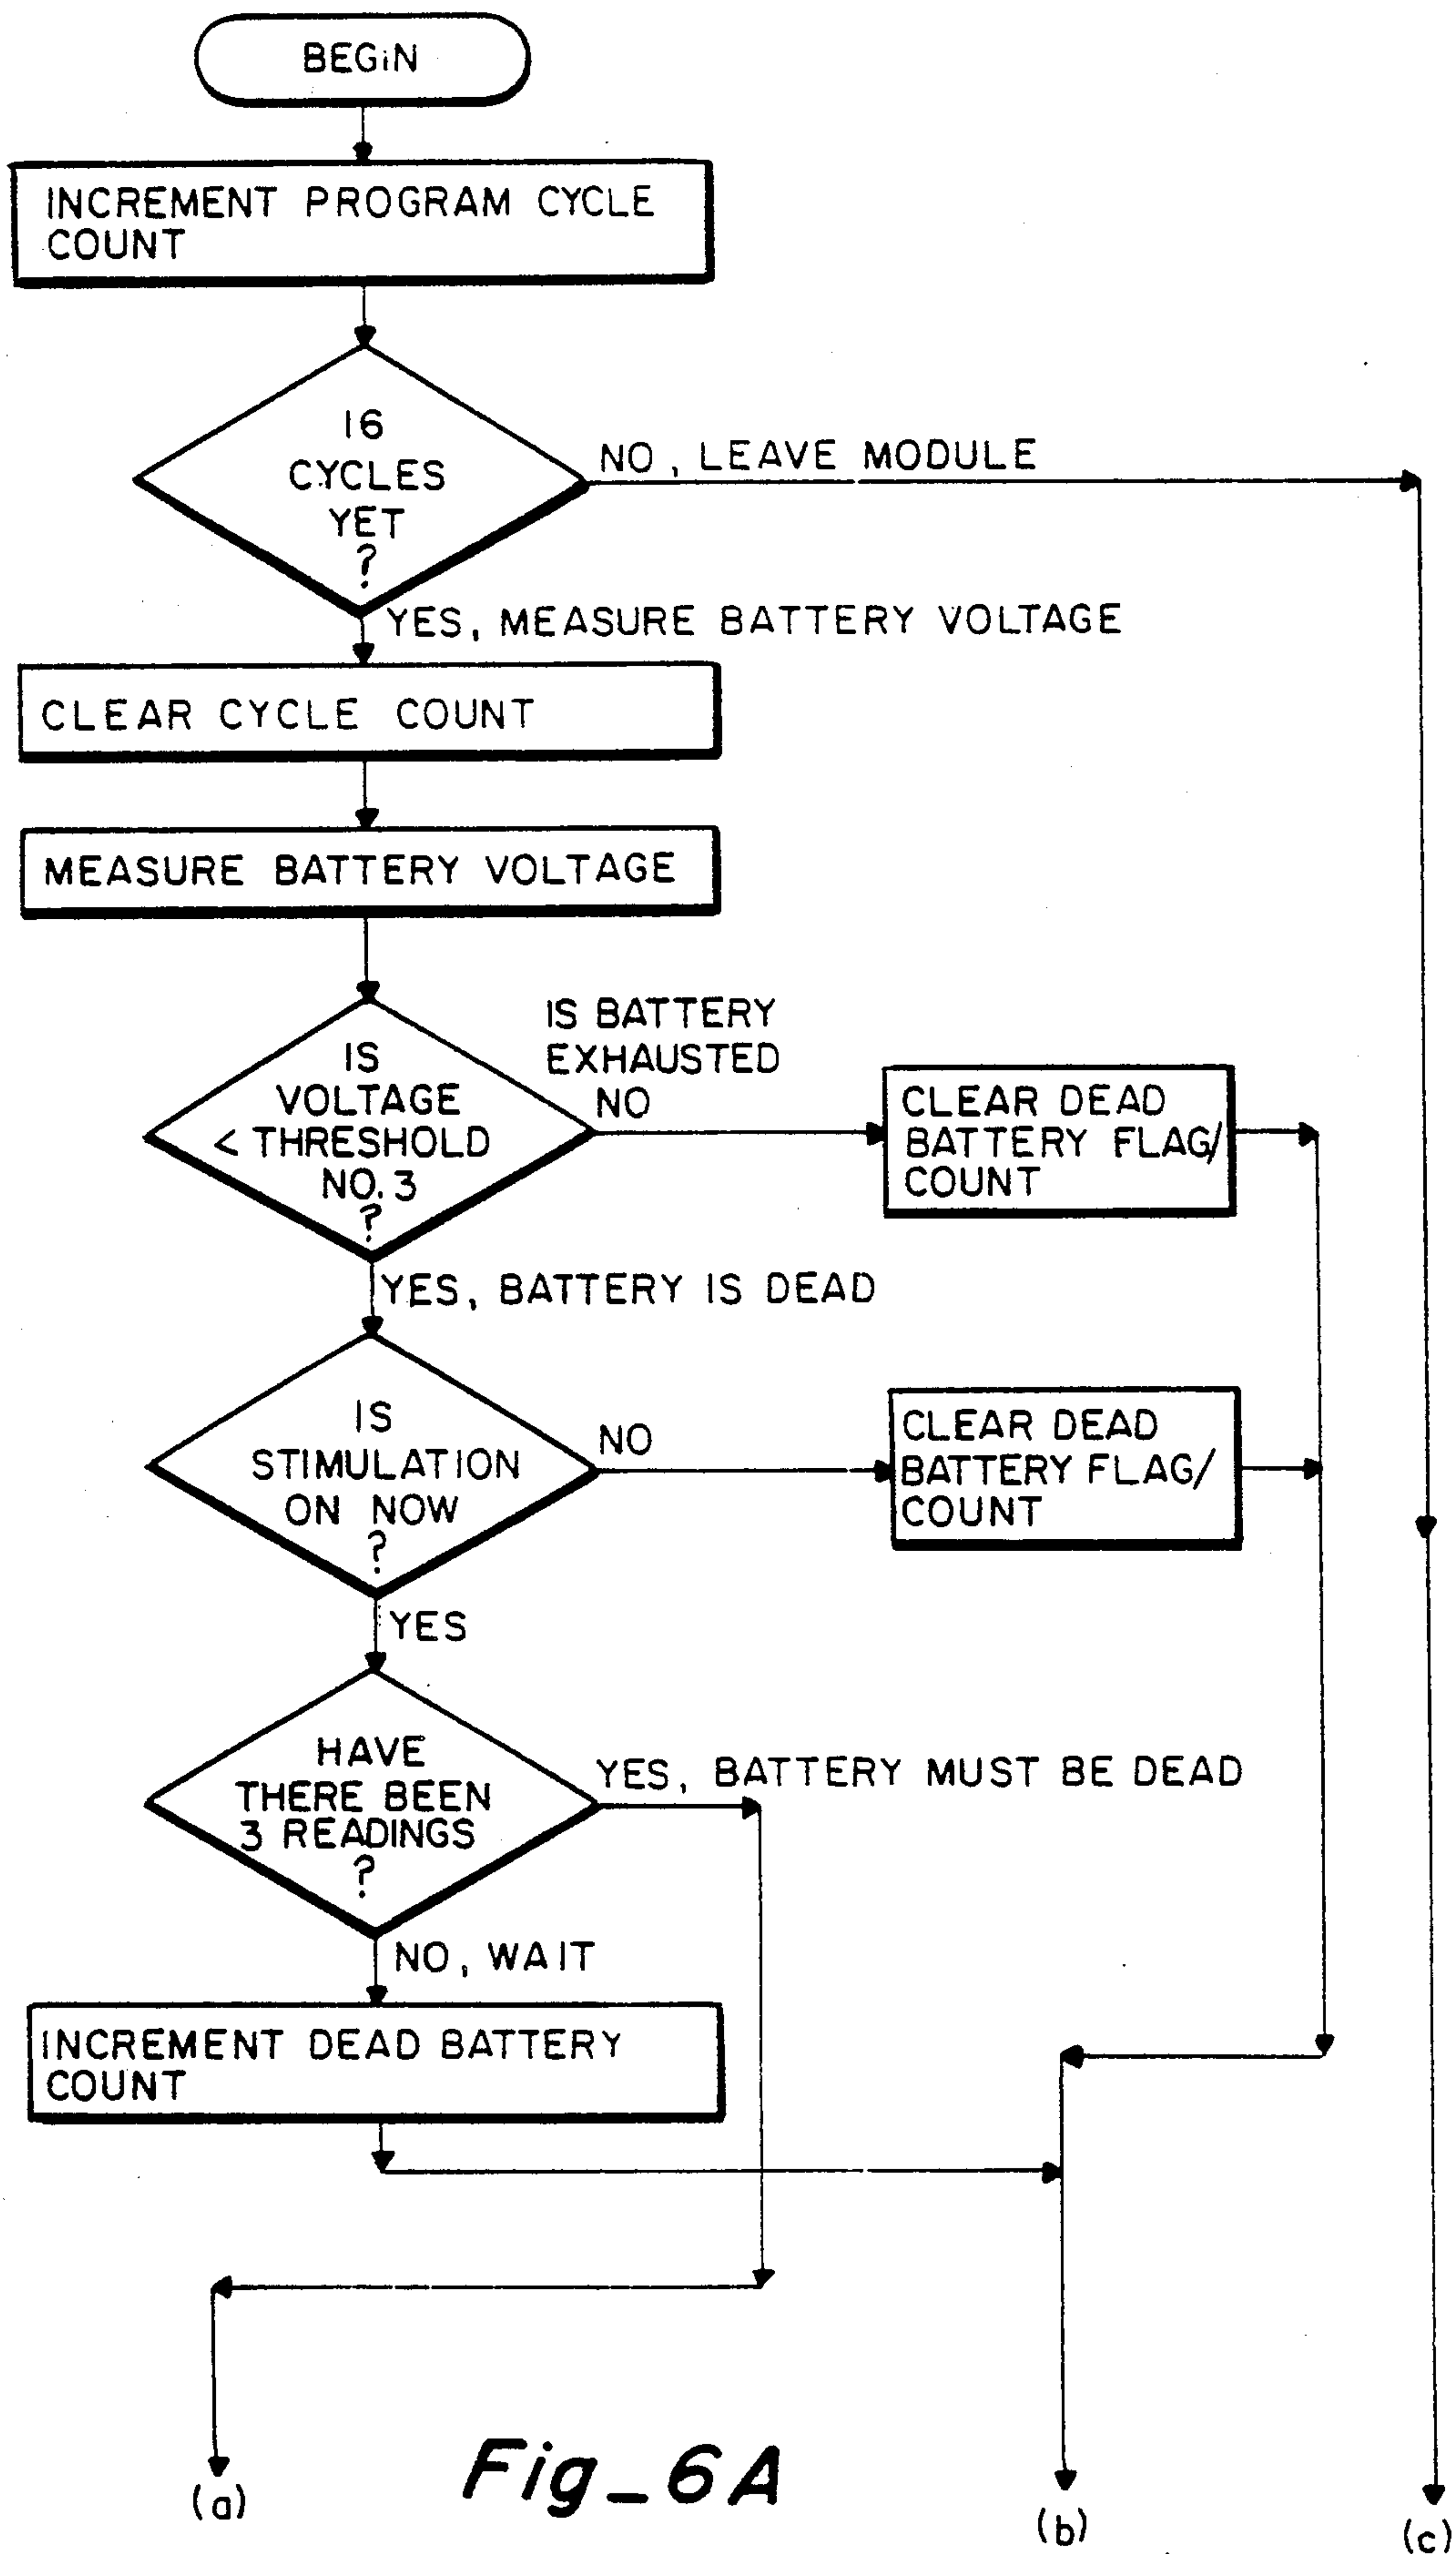 BEGiN
INCREMENT PROGRAM CYCLE
COUNT
16
CYCLES
YET
?
NO, LEAVE MODULE
YES, MEASURE BATTERY VOLTAGE
CLEAR CYCLE COUNT
MEASURE BATTERY VOLTAGE
IS
VOLTAGE
< THRESHOLD
NO. 3
?
IS BATTERY
EXHAUSTED
NO
CLEAR DEAD
BATTERY FLAG/
COUNT
YES, BATTERY IS DEAD
IS
STIMULATION
ON NOW
?
NO
CLEAR DEAD
BATTERY FLAG/
COUNT
YES
HAVE
THERE BEEN
3 READINGS
?
YES, BATTERY MUST BE DEAD
NO, WAIT
INCREMENT DEAD BATTERY
COUNT
(a)
Fig_6A
(b)
(c)